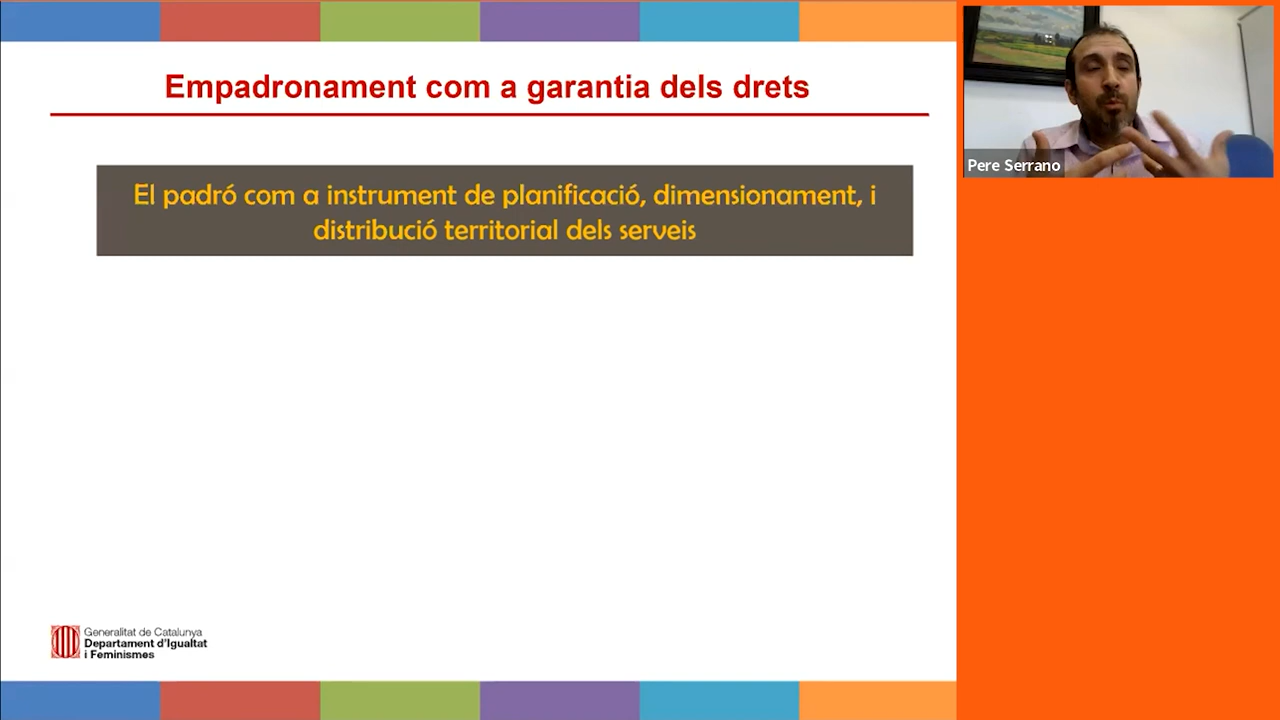 Empadronament com a garantia dels drets
El padró com a instrument de planificació, dimensionament, i
distribució territorial dels serveis
Pere Serrano
Generalitat de Catalunya
Departament d'Igualtat
i Feminismes